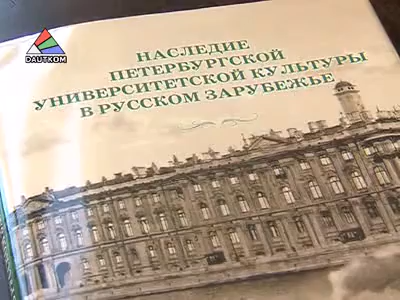 DAUTKOM
НАСЛЕДИЕ
ПЕТЕРБУРГСКОЙ
УНИВЕРСИТЕТСКОЙ КУЛЬТУРЫ
В РУССКОМ ЗАРУБЕЖЬЕ